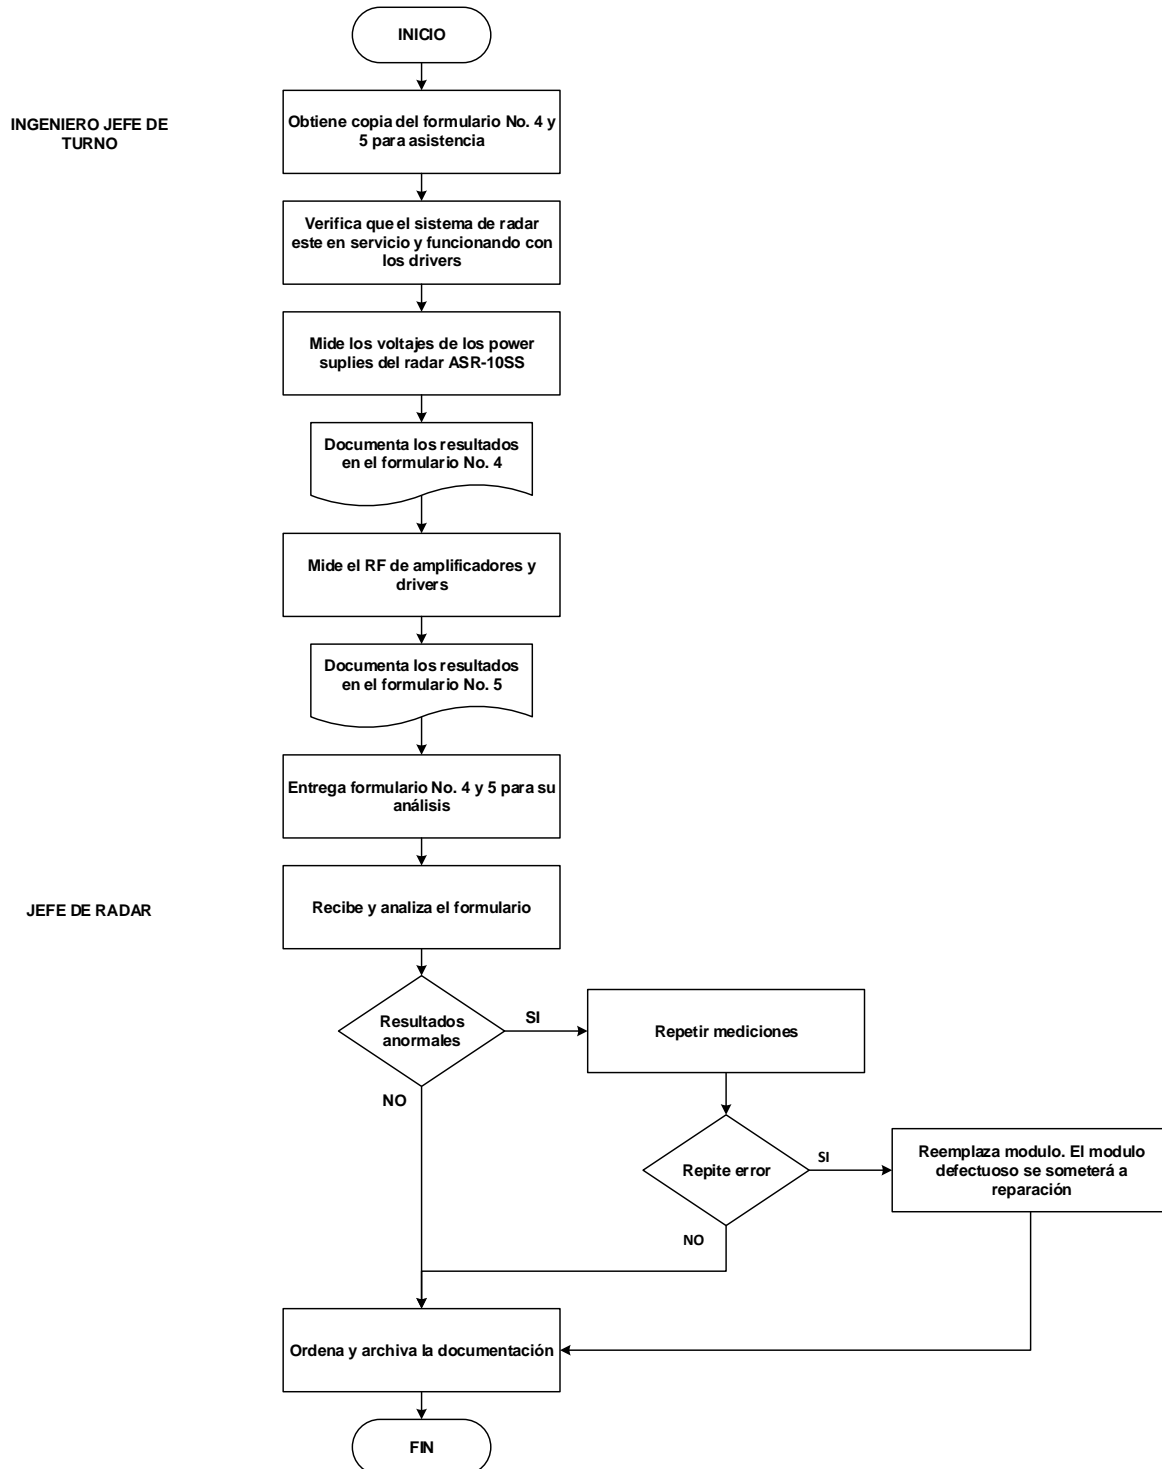 INICIO
INGENIERO JEFE DE
TURNO
Obtiene copia del formulario No. 4 y
5 para asistencia
Verifica que el sistema de radar
este en servicio y funcionando con
los drivers
Mide los voltajes de los power
suplies del radar ASR-10SS
Documenta los resultados
en el formulario No. 4
Mide el RF de amplificadores y
drivers
Documenta los resultados
en el formulario No. 5
Entrega formulario No. 4 y 5 para su
análisis
JEFE DE RADAR
Recibe y analiza el formulario
Resultados
anormales
SI
Repetir mediciones
NO
Repite error
SI
Reemplaza modulo. El modulo
defectuoso se someterá a
reparación
NO
Ordena y archiva la documentación
FIN